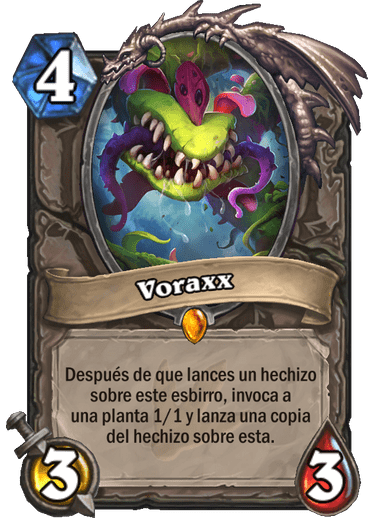 4
Voraxx
Después de que lances un hechizo
sobre este esbirro, invoca a
una planta 1/1 y lanza una copia
del hechizo sobre esta.
3
3